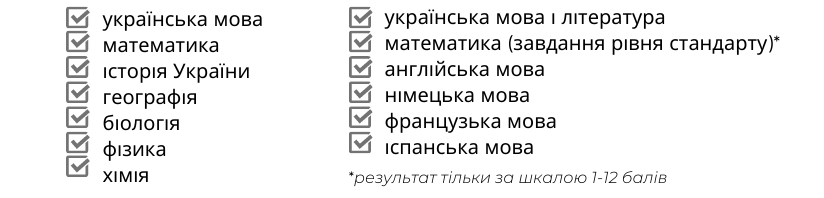 українська мова
математика
історія України
географія
біологія
фізика
хімія
українська мова і література
математика (завдання рівня стандарту)*
англійська мова
німецька мова
французька мова
іспанська мова
*результат тільки за шкалою 1-12 балів